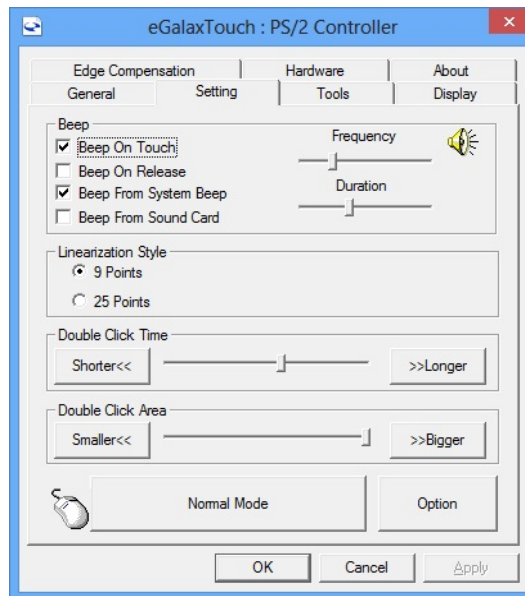 eGalaxTouch : PS/2 Controller
Edge Compensation Hardware About
General Setting Tools Display
Beep
Beep On Touch
Beep On Release
Beep From System Beep
Beep From Sound Card
Frequency
Duration
Linearization Style
9 Points
25 Points
Double Click Time
Shorter<< >>Longer
Double Click Area
Smaller<< >>Bigger
Normal Mode Option
OK Cancel Apply